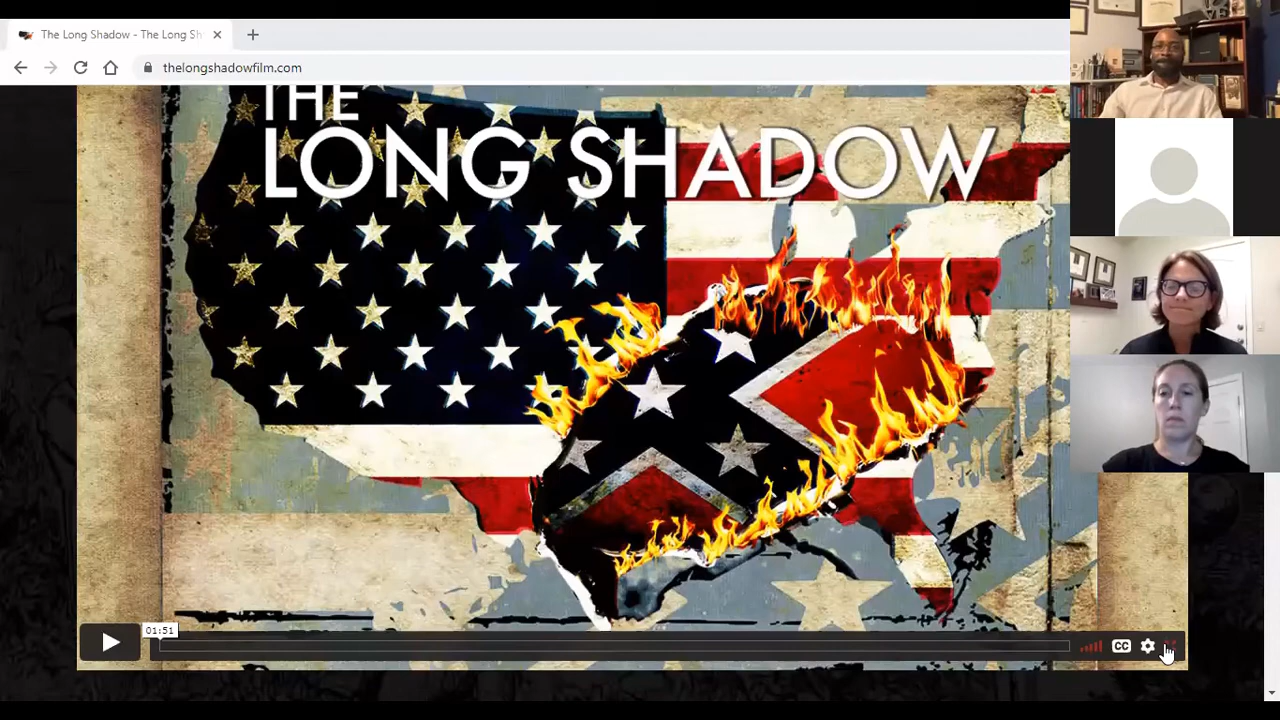 The Long Shadow - The Long Sh
thelongshadowfilm.com
THE
LONG SHADOW
01:51
CC